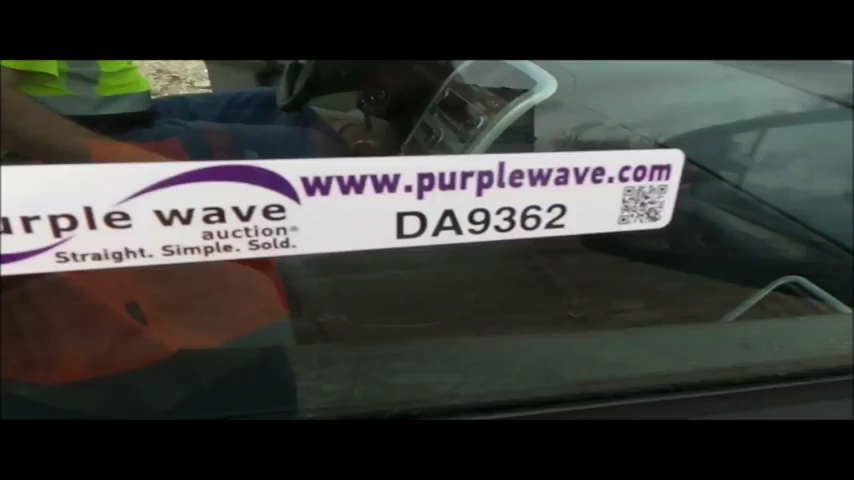 www.purplewave.com
urple wave
auction®
DA9362
Straight. Simple. Sold.